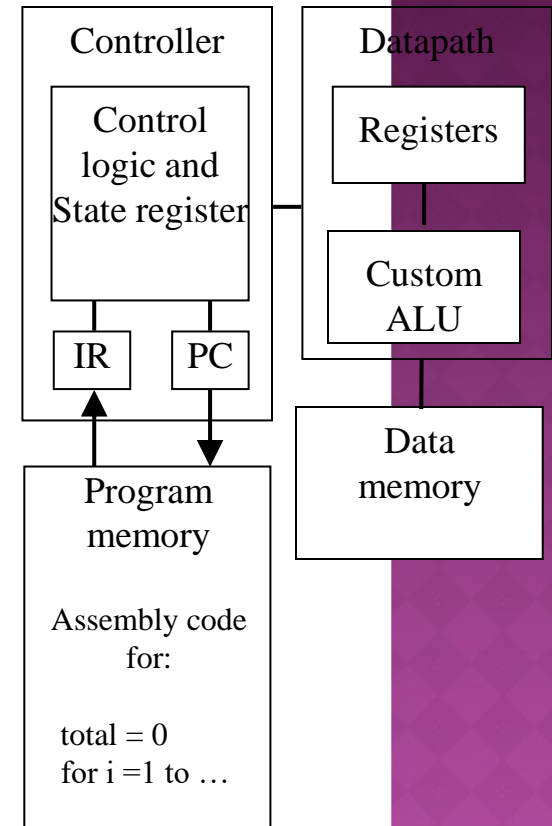 Controller
Control
logic and
State register
IR
PC
Datapath
Registers
Custom
ALU
Data
memory
Program
memory
Assembly code
for:
total = 0
for i =1 to …